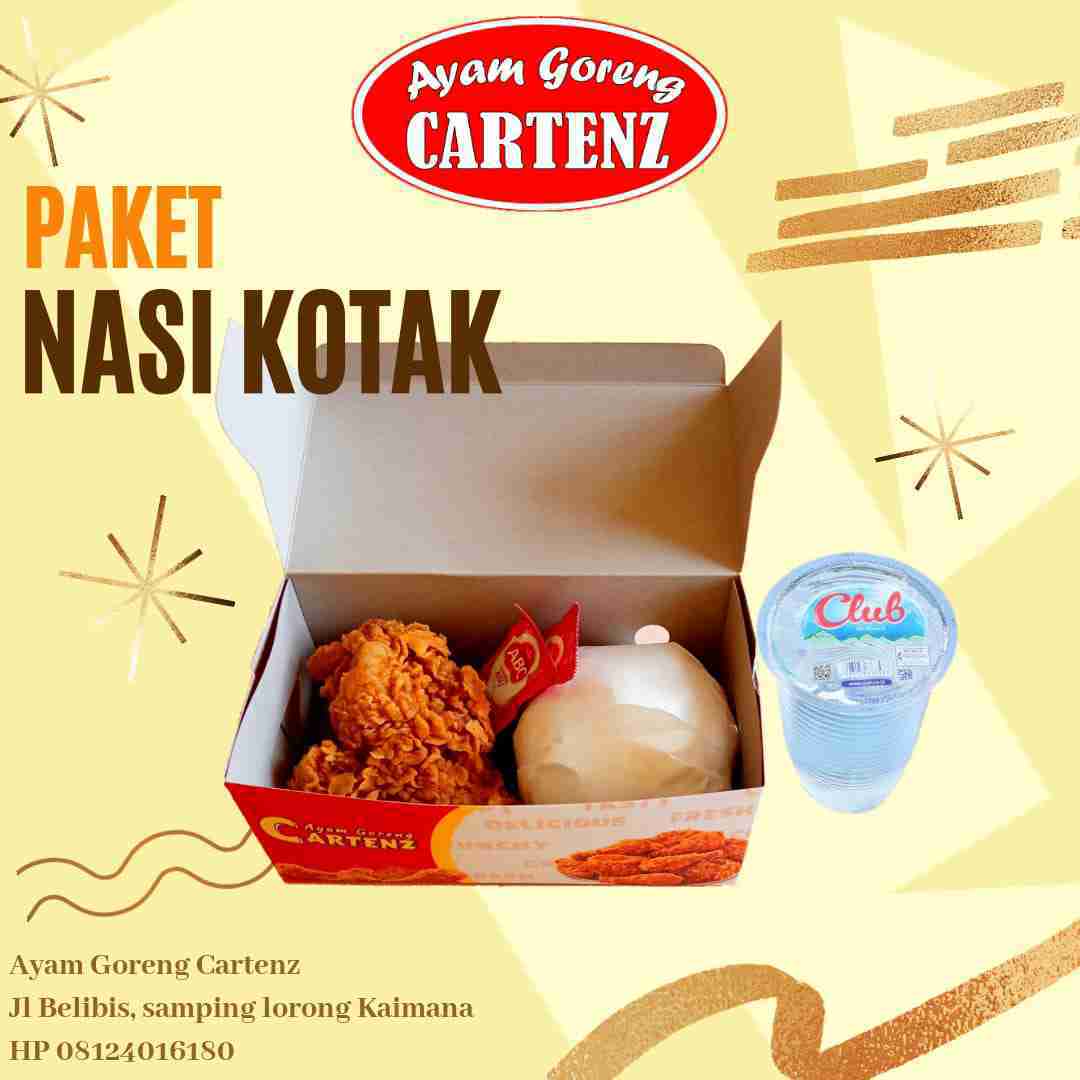 Ayam Goreng
CARTENZ
PAKET
NASI KOTAK
Club
ABC
Ayam Goreng
CARTENZ
TASTY
DELICIOUS
FRESH
Ayam Goreng Cartenz
Jl Belibis, samping lorong Kaimana
HP 08124016180